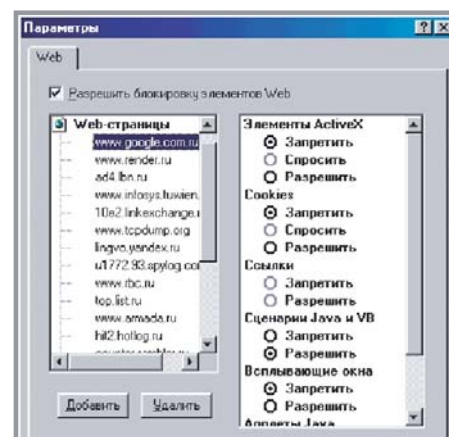 Параметры
Web
Разрешить блокировку элементов Web
Web-страницы
www.google.com.ru
www.render.ru
ad4.lbn.ru
www.infosys.tuwien.
10e2.linkexchange.r
www.tcpdump.org
lingvo.yandex.ru
u1772.93.spylog.co
www.rbc.ru
top.list.ru
www.armada.ru
hit2.hotlog.ru
Добавить
Удалить
Элементы ActiveX
Запретить
Спросить
Разрешить
Cookies
Запретить
Спросить
Разрешить
Ссылки
Запретить
Разрешить
Сценарии Java и VB
Запретить
Разрешить
Всплывающие окна
Запретить
Разрешить
Апплеты Java